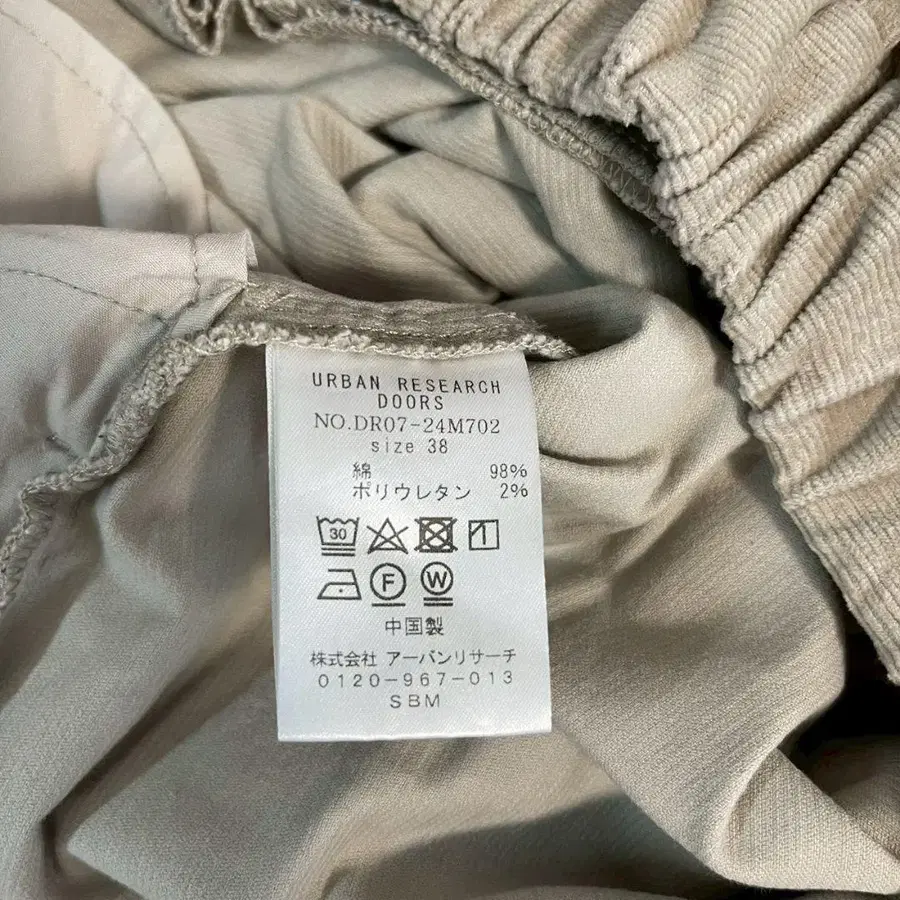 URBAN RESEARCH
DOORS
NO.DR07-24M702
size 38
綿 98%
ポリウレタン 2%
30
F W
中国製
株式会社 アーバンリサーチ
0120-967-013
SBM